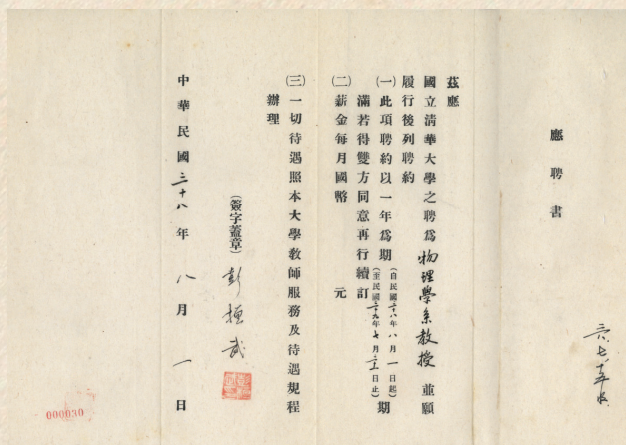 應聘書
茲應
國立清華大學之聘為物理學系教授並願
履行後列聘約
(一)此項聘約以一年為期(自民國三十八年八月一日起)(至民國三十九年七月三十一日止)期
滿若得雙方同意再行續訂
(二)薪金每月國幣 元
(三)一切待遇照本大學教師服務及待遇規程
辦理
(簽字蓋章)彭桓武
中華民國三十八年八月一日
000030